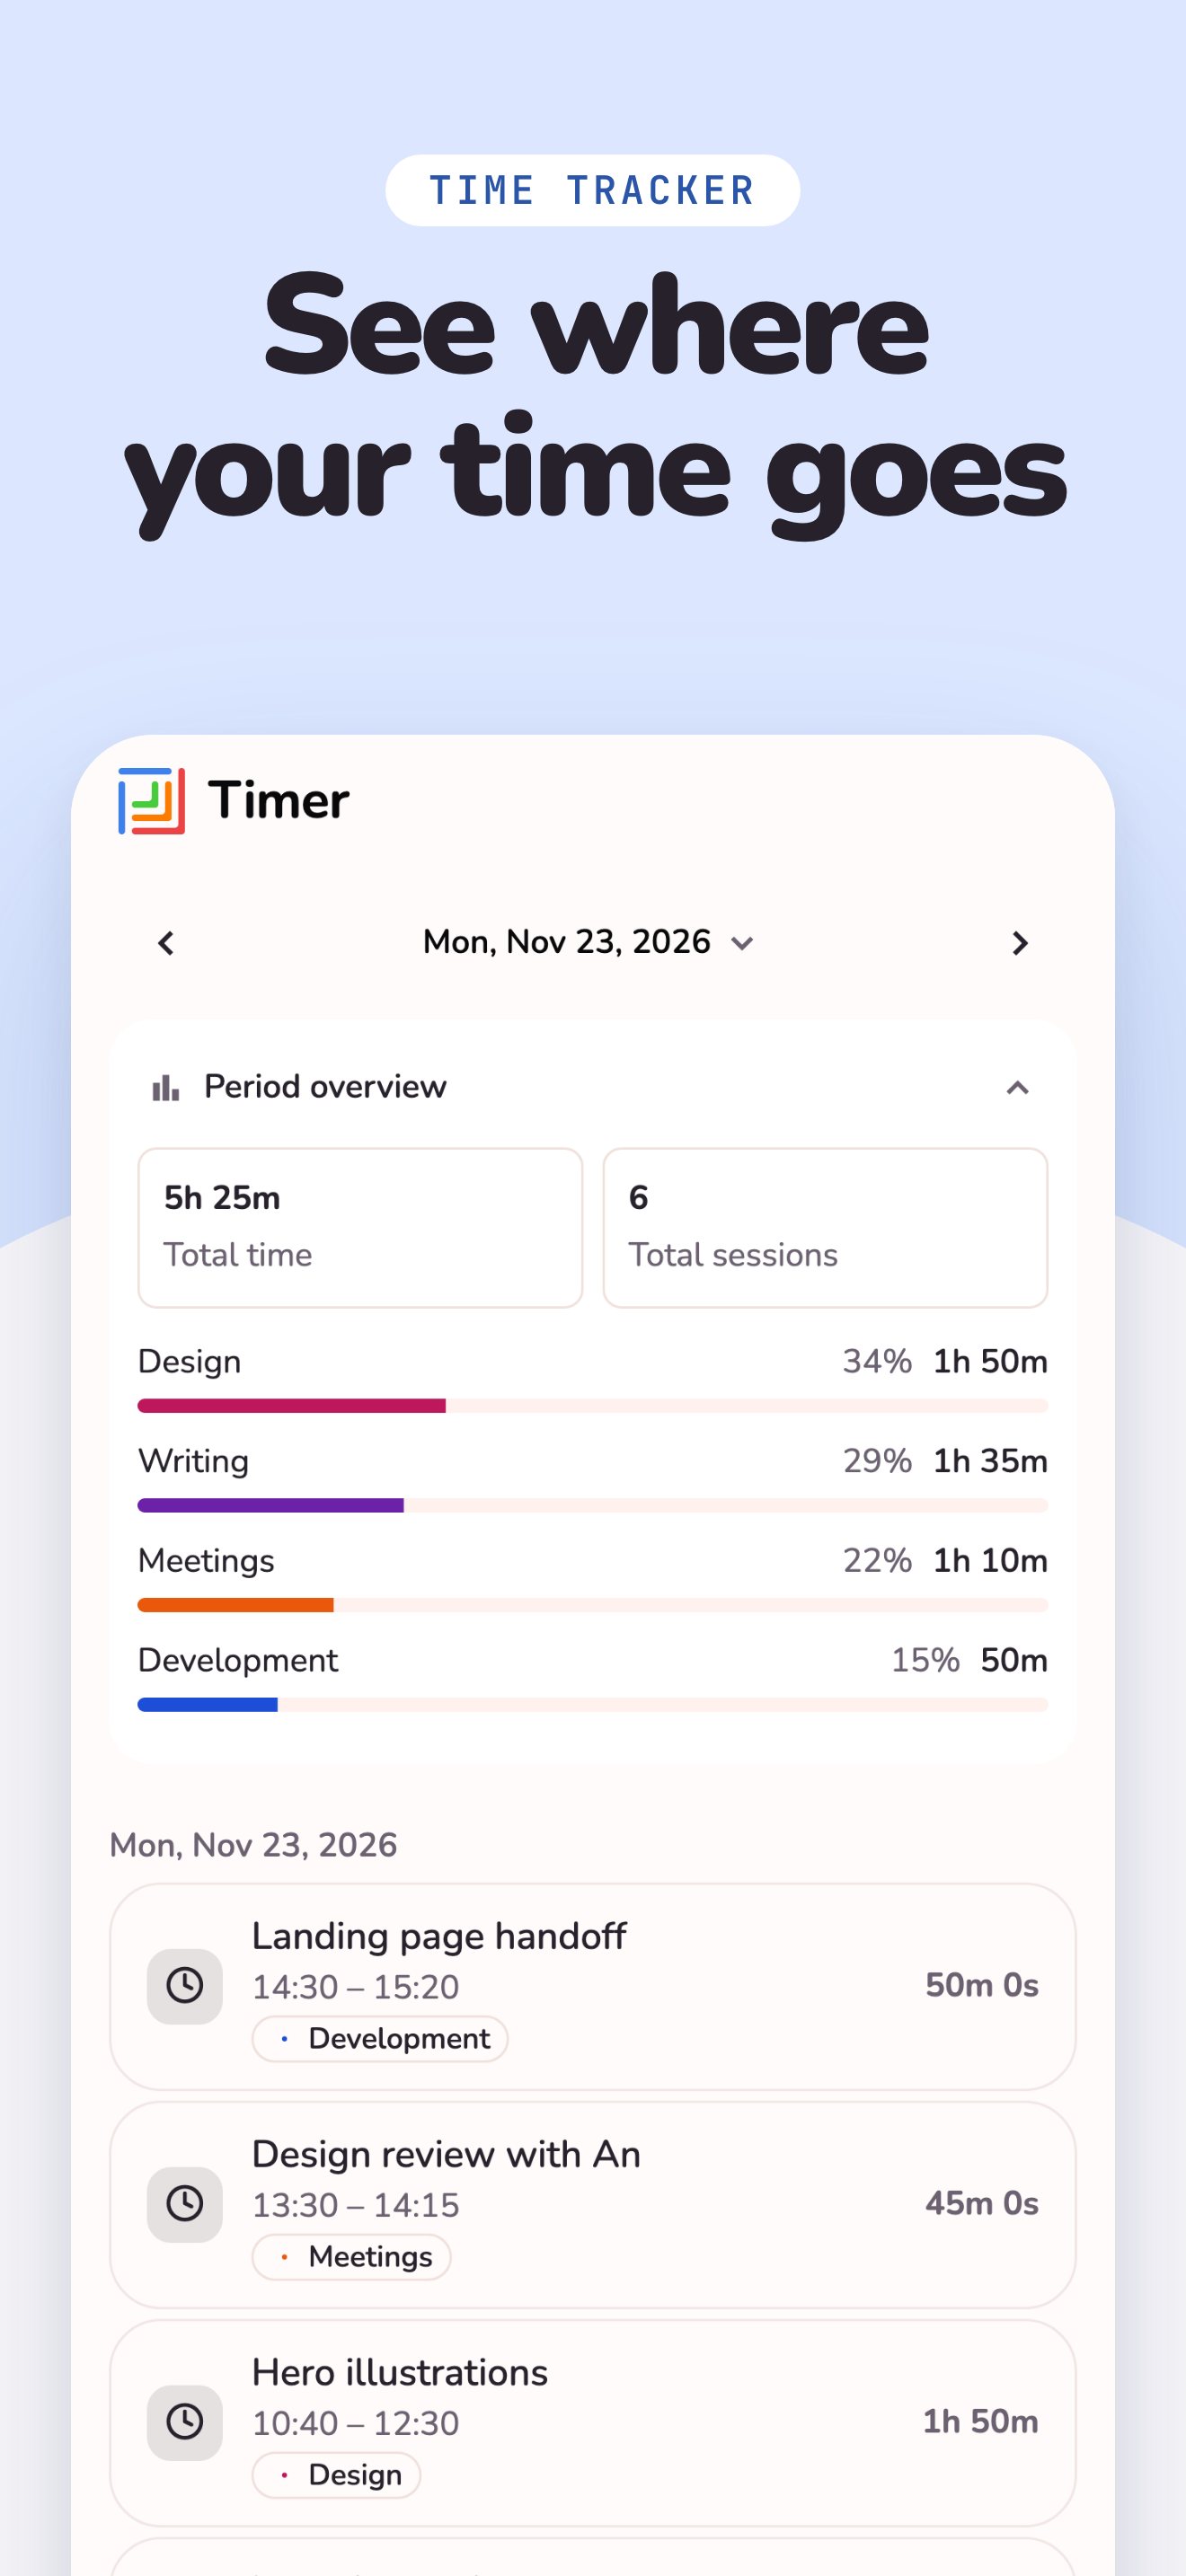 TIME TRACKER
See where
your time goes
Timer
Mon, Nov 23, 2026
Period overview
5h 25m
Total time
6
Total sessions
Design 34% 1h 50m
Writing 29% 1h 35m
Meetings 22% 1h 10m
Development 15% 50m
Mon, Nov 23, 2026
Landing page handoff
14:30 – 15:20
50m 0s
Development
Design review with An
13:30 – 14:15
45m 0s
Meetings
Hero illustrations
10:40 – 12:30
1h 50m
Design